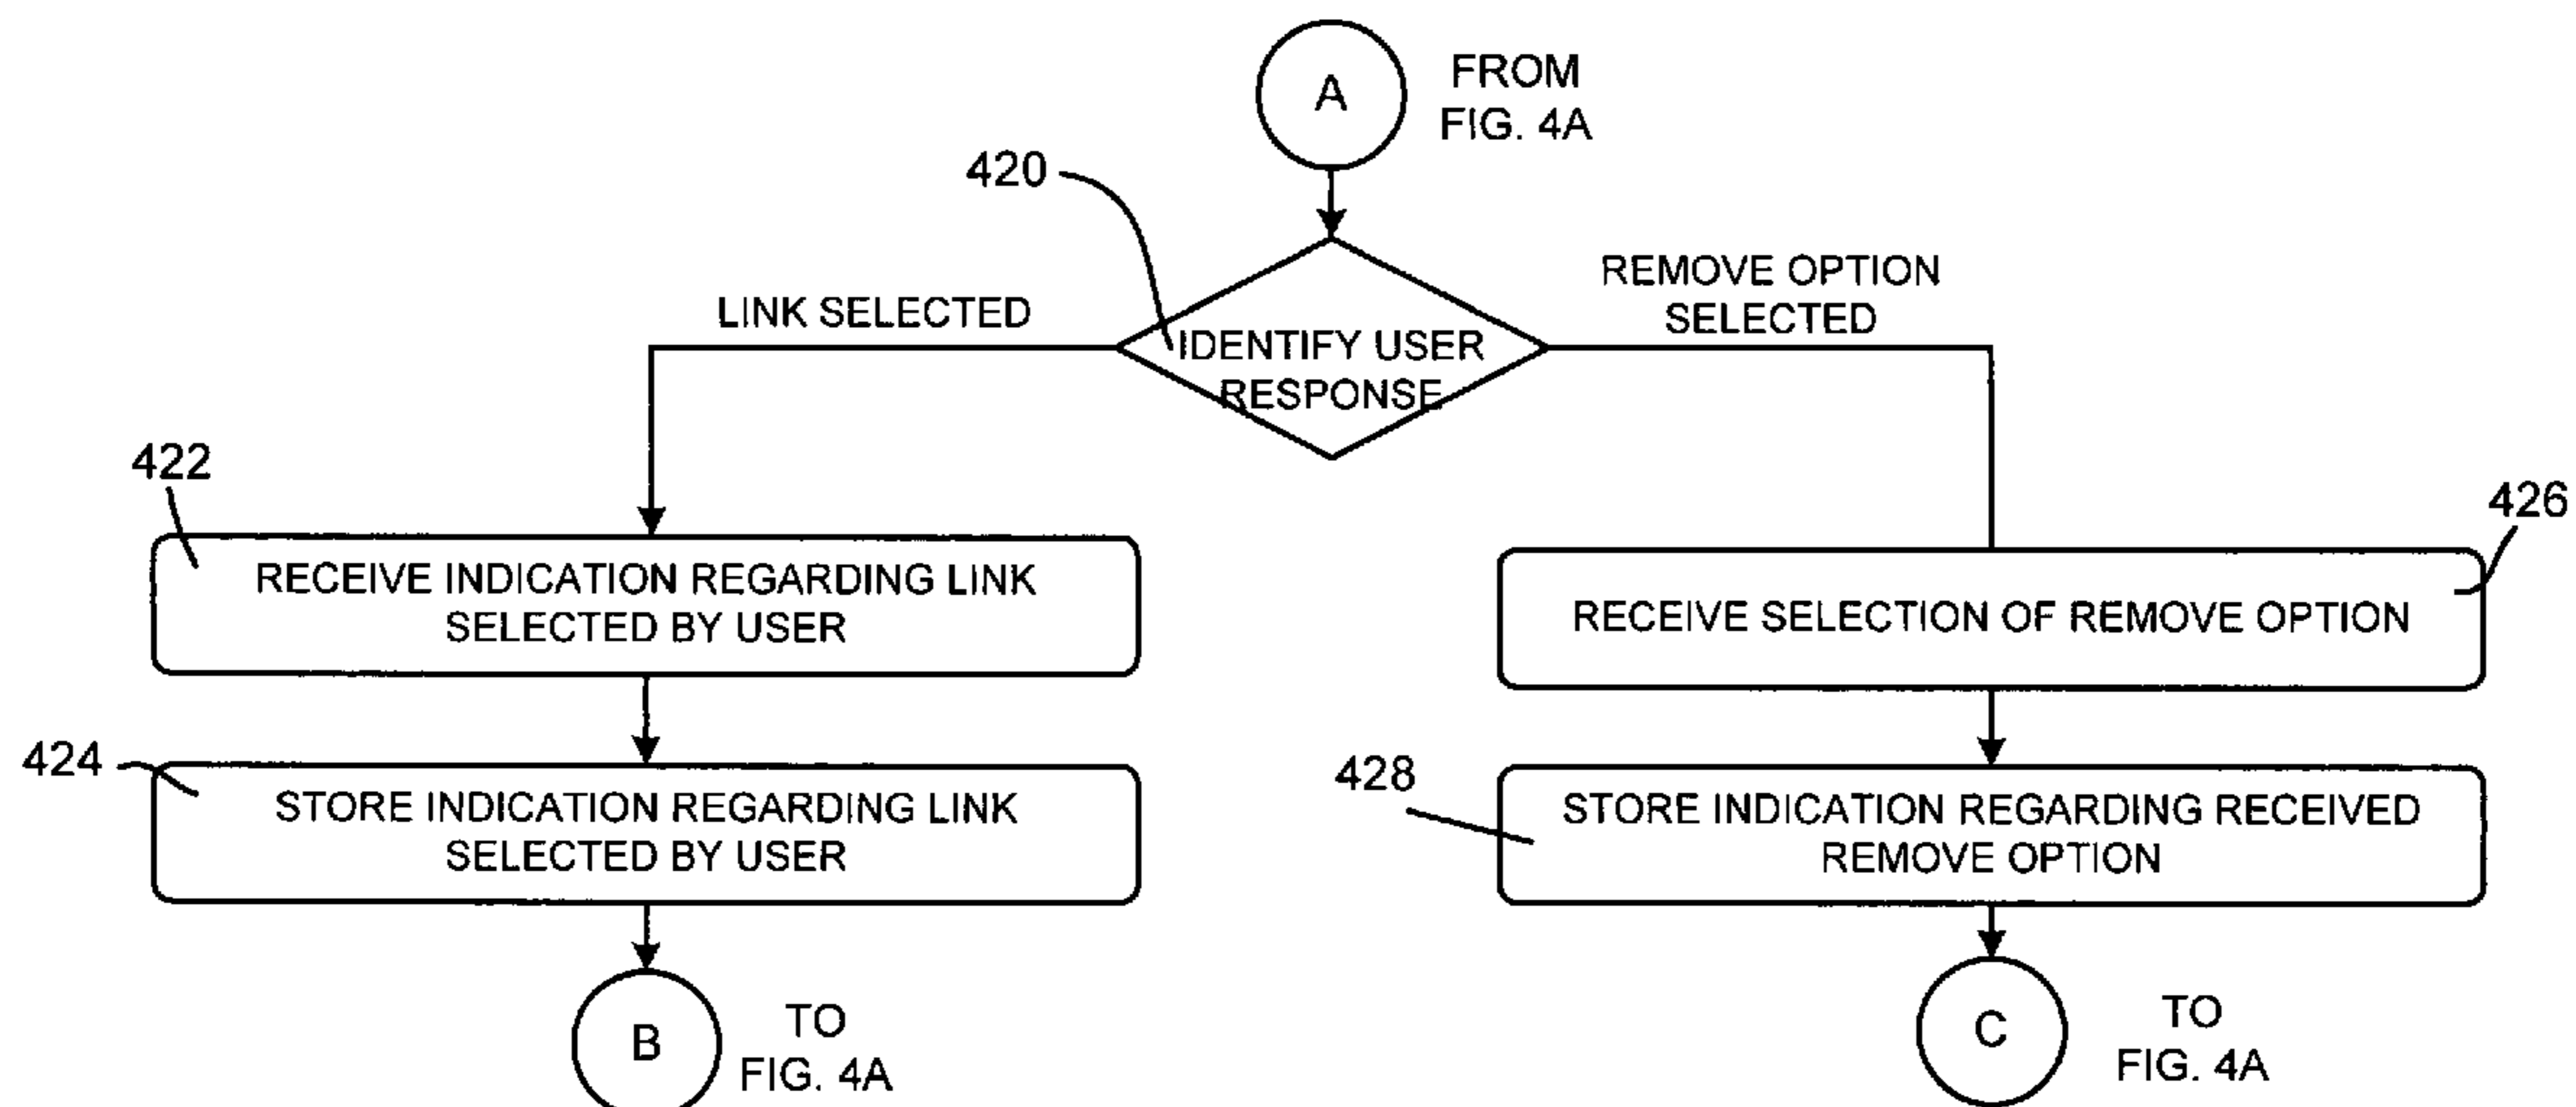 A
FROM
FIG. 4A
420
LINK SELECTED
REMOVE OPTION
SELECTED
IDENTIFY USER
RESPONSE
422
RECEIVE INDICATION REGARDING LINK
SELECTED BY USER
426
RECEIVE SELECTION OF REMOVE OPTION
424
STORE INDICATION REGARDING LINK
SELECTED BY USER
428
STORE INDICATION REGARDING RECEIVED
REMOVE OPTION
B
TO
FIG. 4A
C
TO
FIG. 4A